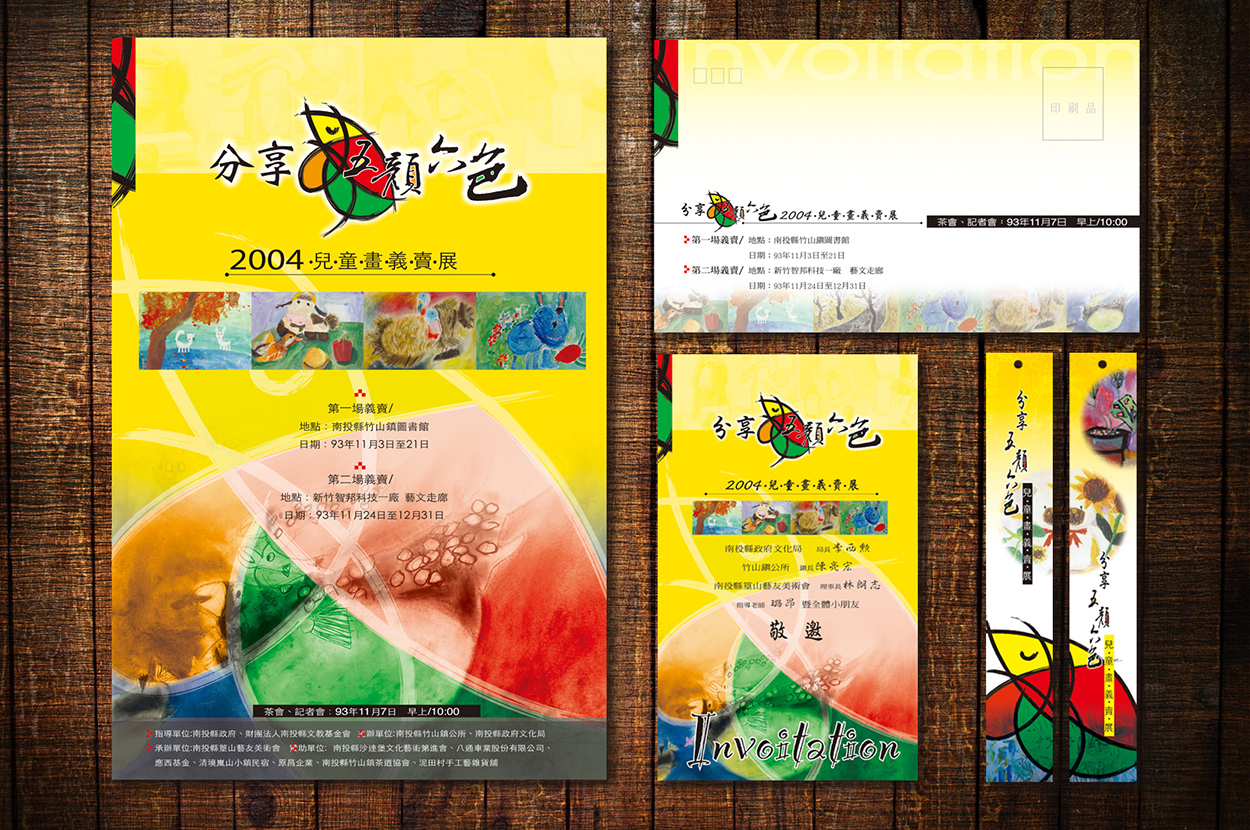 分享五顏六色
2004·兒·童·畫·義·賣·展
第一場義賣/
地點：南投縣竹山鎮圖書館
日期：93年11月3日至21日
第二場義賣/
地點：新竹智邦科技一廠 藝文走廊
日期：93年11月24日至12月31日
茶會、記者會：93年11月7日 早上/10:00
指導單位:南投縣政府、財團法人南投縣文教基金會 主辦單位:南投縣竹山鎮公所、南投縣政府文化局
承辦單位:南投縣篁山藝友美術會 協助單位: 南投縣沙連堡文化藝術策進會、八通車業股份有限公司、
應西基金、清境嵐山小鎮民宿、原昌企業、南投縣竹山鎮茶道協會、泥田村手工藝雜貨舖
Invoitation
印刷品
分享五顏六色 2004·兒·童·畫·義·賣·展
茶會、記者會：93年11月7日 早上/10:00
第一場義賣/ 地點：南投縣竹山鎮圖書館
日期：93年11月3日至21日
第二場義賣/ 地點：新竹智邦科技一廠 藝文走廊
日期：93年11月24日至12月31日
分享五顏六色
2004·兒·童·畫·義·賣·展
南投縣政府文化局 局長 李西勲
竹山鎮公所 鎮長 陳亮宏
南投縣篁山藝友美術會 理事長 林朗志
指導老師 暨全體小朋友
敬邀
Invoitation
分享五顏六色
兒·童·畫·義·賣·展
分享五顏六色
兒·童·畫·義·賣·展